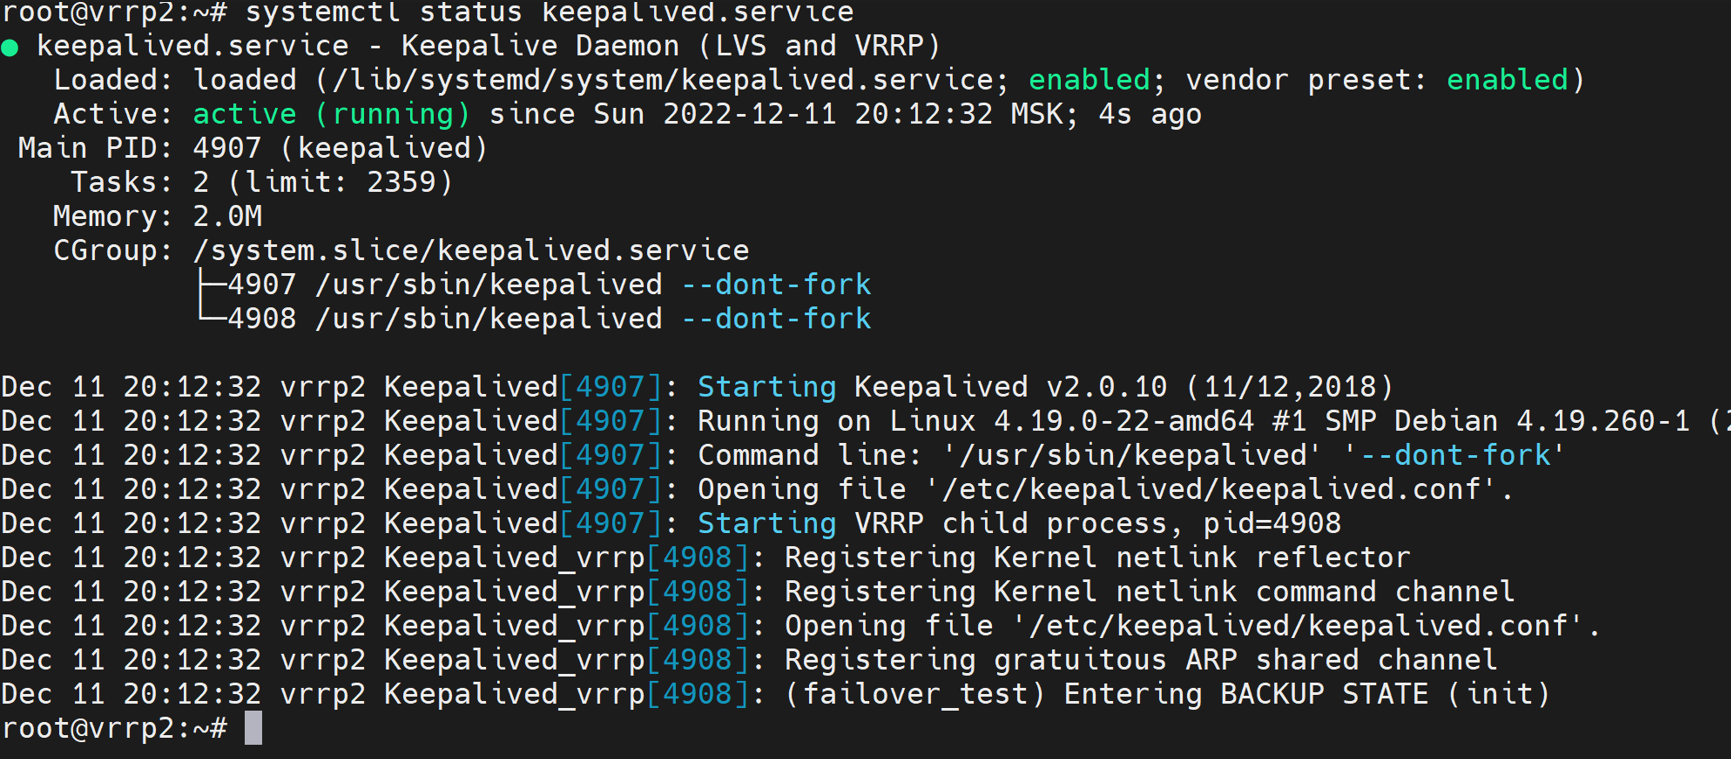 root@vrrp2:~# systemctl status keepalived.service
● keepalived.service - Keepalive Daemon (LVS and VRRP)
   Loaded: loaded (/lib/systemd/system/keepalived.service; enabled; vendor preset: enabled)
   Active: active (running) since Sun 2022-12-11 20:12:32 MSK; 4s ago
 Main PID: 4907 (keepalived)
    Tasks: 2 (limit: 2359)
   Memory: 2.0M
   CGroup: /system.slice/keepalived.service
           ├─4907 /usr/sbin/keepalived --dont-fork
           └─4908 /usr/sbin/keepalived --dont-fork

Dec 11 20:12:32 vrrp2 Keepalived[4907]: Starting Keepalived v2.0.10 (11/12,2018)
Dec 11 20:12:32 vrrp2 Keepalived[4907]: Running on Linux 4.19.0-22-amd64 #1 SMP Debian 4.19.260-1 (2
Dec 11 20:12:32 vrrp2 Keepalived[4907]: Command line: '/usr/sbin/keepalived' '--dont-fork'
Dec 11 20:12:32 vrrp2 Keepalived[4907]: Opening file '/etc/keepalived/keepalived.conf'.
Dec 11 20:12:32 vrrp2 Keepalived[4907]: Starting VRRP child process, pid=4908
Dec 11 20:12:32 vrrp2 Keepalived_vrrp[4908]: Registering Kernel netlink reflector
Dec 11 20:12:32 vrrp2 Keepalived_vrrp[4908]: Registering Kernel netlink command channel
Dec 11 20:12:32 vrrp2 Keepalived_vrrp[4908]: Opening file '/etc/keepalived/keepalived.conf'.
Dec 11 20:12:32 vrrp2 Keepalived_vrrp[4908]: Registering gratuitous ARP shared channel
Dec 11 20:12:32 vrrp2 Keepalived_vrrp[4908]: (failover_test) Entering BACKUP STATE (init)
root@vrrp2:~#